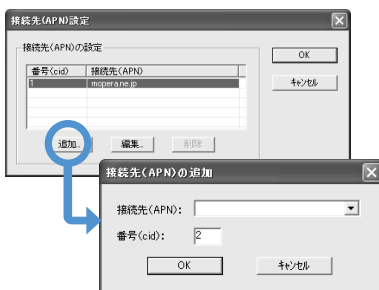 接続先(APN)設定
接続先(APN)の設定
番号(cid) 接続先(APN)
1 mopera.ne.jp
追加... 編集... 削除
OK
キャンセル
接続先(APN)の追加
接続先(APN):
番号(cid): 2
OK キャンセル